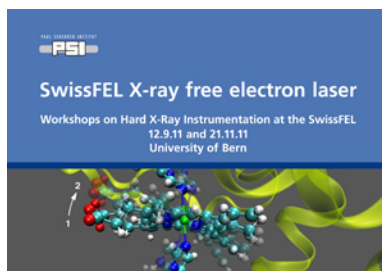 PAUL SCHERRER INSTITUT
PSI
SwissFEL X-ray free electron laser
Workshops on Hard X-Ray Instrumentation at the SwissFEL
12.9.11 and 21.11.11
University of Bern
2
1